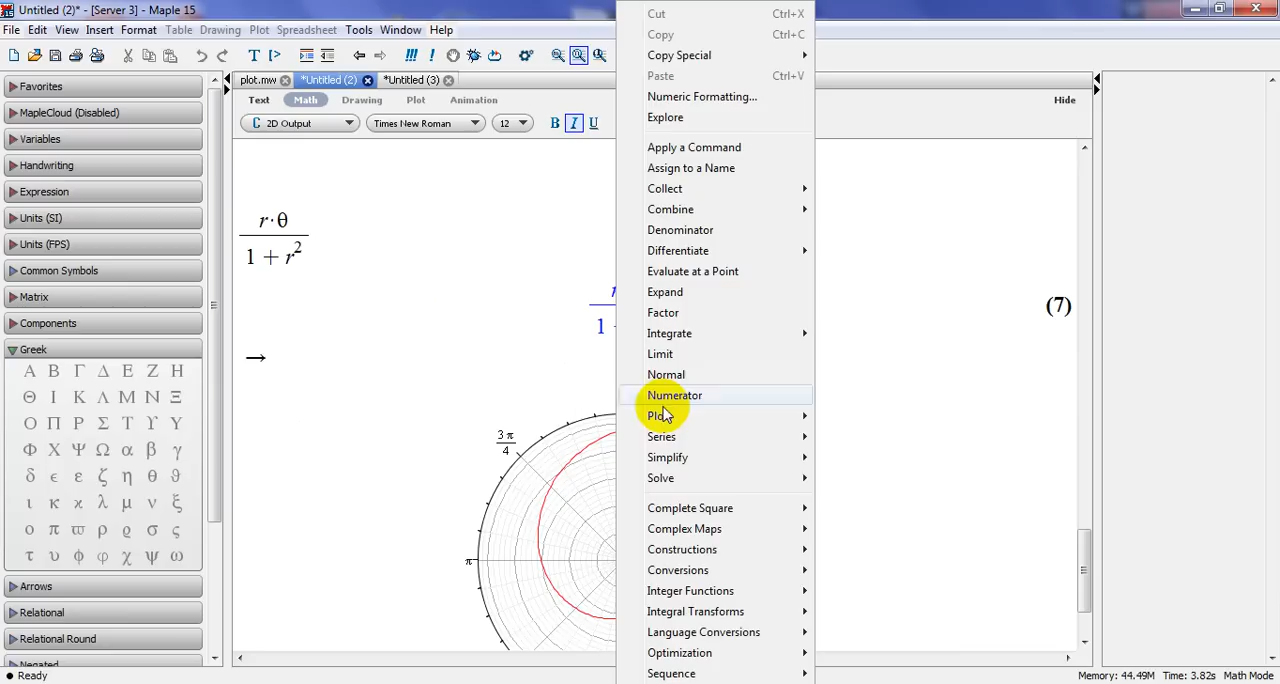 Untitled (2)* - [Server 3] - Maple 15
File Edit View Insert Format Table Drawing Plot Spreadsheet Tools Window Help
plot.mw *Untitled (2) *Untitled (3)
Text Math Drawing Plot Animation Hide
C 2D Output Times New Roman 12 B I U
Favorites
MapleCloud (Disabled)
Variables
Handwriting
Expression
Units (SI)
Units (FPS)
Common Symbols
Matrix
Components
Greek
Α Β Γ Δ Ε Ζ Η
Θ Ι Κ Λ Μ Ν Ξ
Ο Π Ρ Σ Τ Υ Υ
Φ Χ Ψ Ω α β γ
δ ϵ ε ζ η θ ϑ
ι κ ϰ λ μ ν ξ
ο π ϖ ρ ϱ σ ς
τ υ ϕ φ χ ψ ω
Arrows
Relational
Relational Round
Negated
r·θ
1 + r²
r
1 +
(7)
→
3 π
4
π
Cut Ctrl+X
Copy Ctrl+C
Copy Special
Paste Ctrl+V
Numeric Formatting...
Explore
Apply a Command
Assign to a Name
Collect
Combine
Denominator
Differentiate
Evaluate at a Point
Expand
Factor
Integrate
Limit
Normal
Numerator
Plot
Series
Simplify
Solve
Complete Square
Complex Maps
Constructions
Conversions
Integer Functions
Integral Transforms
Language Conversions
Optimization
Sequence
Ready Memory: 44.49M Time: 3.82s Math Mode